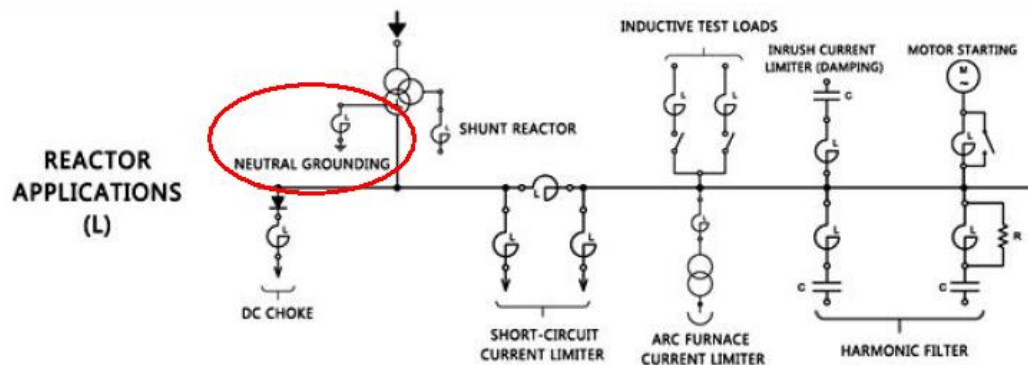 REACTOR
APPLICATIONS
(L)
INDUCTIVE TEST LOADS
INRUSH CURRENT
LIMITER (DAMPING)
MOTOR STARTING
M
~
C
L
L
L
L
L
L
SHUNT REACTOR
NEUTRAL GROUNDING
L
L
L
L
L
L
L
R
C
C
DC CHOKE
SHORT-CIRCUIT
CURRENT LIMITER
ARC FURNACE
CURRENT LIMITER
HARMONIC FILTER